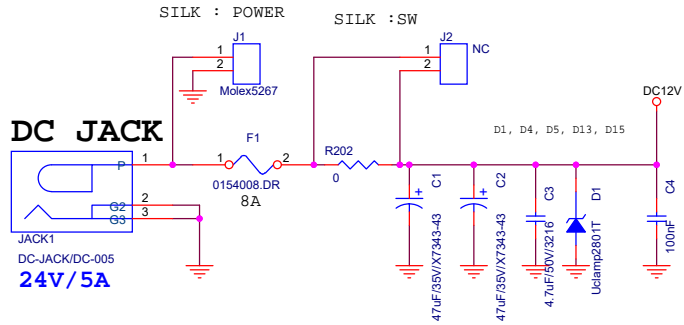 SILK : POWER
SILK :SW
J1
1
2
Molex5267
J2
1
2
NC
DC12V
D1, D4, D5, D13, D15
DC JACK
P
1
G2
2
G3
3
JACK1
DC-JACK/DC-005
24V/5A
F1
1
2
0154008.DR
8A
R202
0
C1
47uF/35V/X7343-43
C2
47uF/35V/X7343-43
C3
4.7uF/50V/3216
D1
Uclamp2801T
C4
100nF